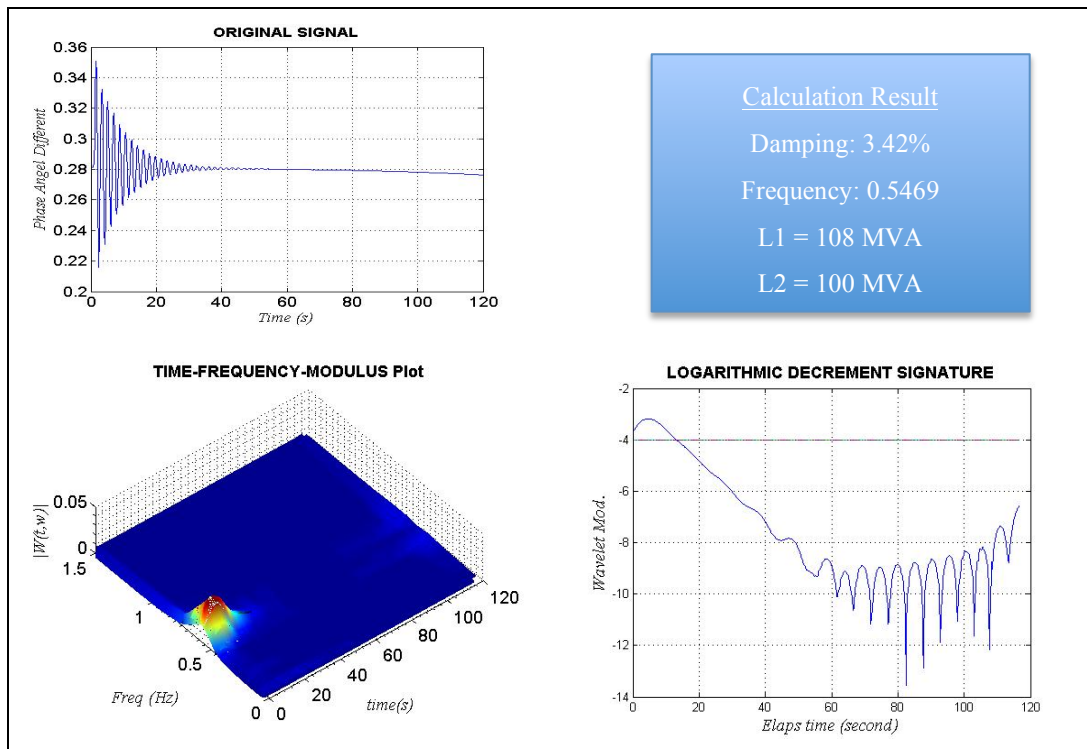 ORIGINAL SIGNAL
0.36
0.34
0.32
0.3
0.28
0.26
0.24
0.22
0.2
Phase Angel Different
0 20 40 60 80 100 120
Time (s)
Calculation Result
Damping: 3.42%
Frequency: 0.5469
L1 = 108 MVA
L2 = 100 MVA
TIME-FREQUENCY-MODULUS Plot
|W(t,w)|
0.05
0
1.5
1
0.5
0
Freq (Hz)
0
20
40
60
80
100
120
time(s)
LOGARITHMIC DECREMENT SIGNATURE
-2
-4
-6
-8
-10
-12
-14
Wavelet Mod.
0 20 40 60 80 100 120
Elaps time (second)